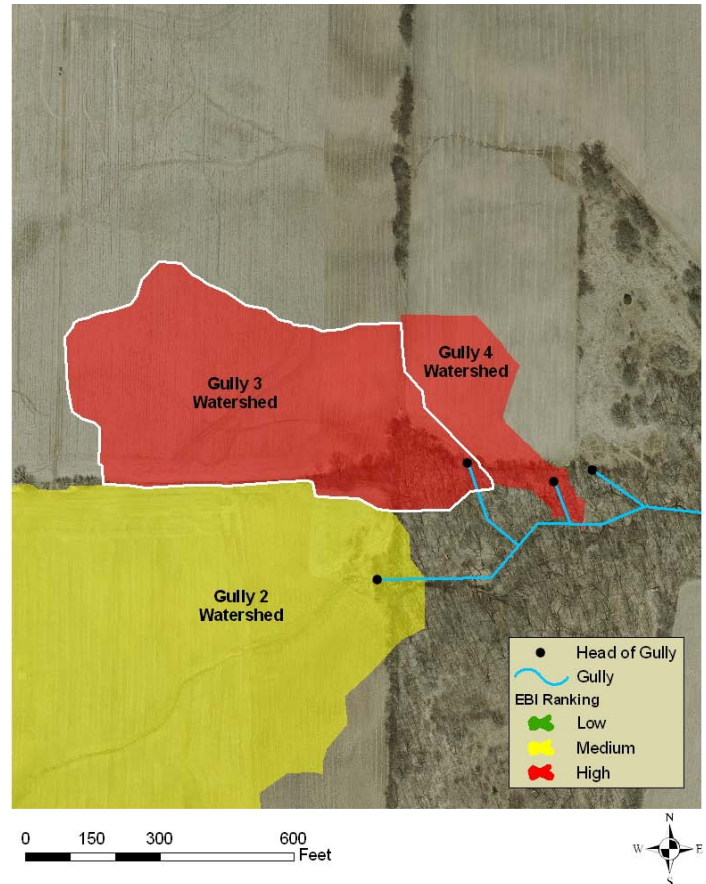 Gully 3
Watershed
Gully 4
Watershed
Gully 2
Watershed
Head of Gully
Gully
EBI Ranking
Low
Medium
High
0 150 300 600
Feet
N
W E
S